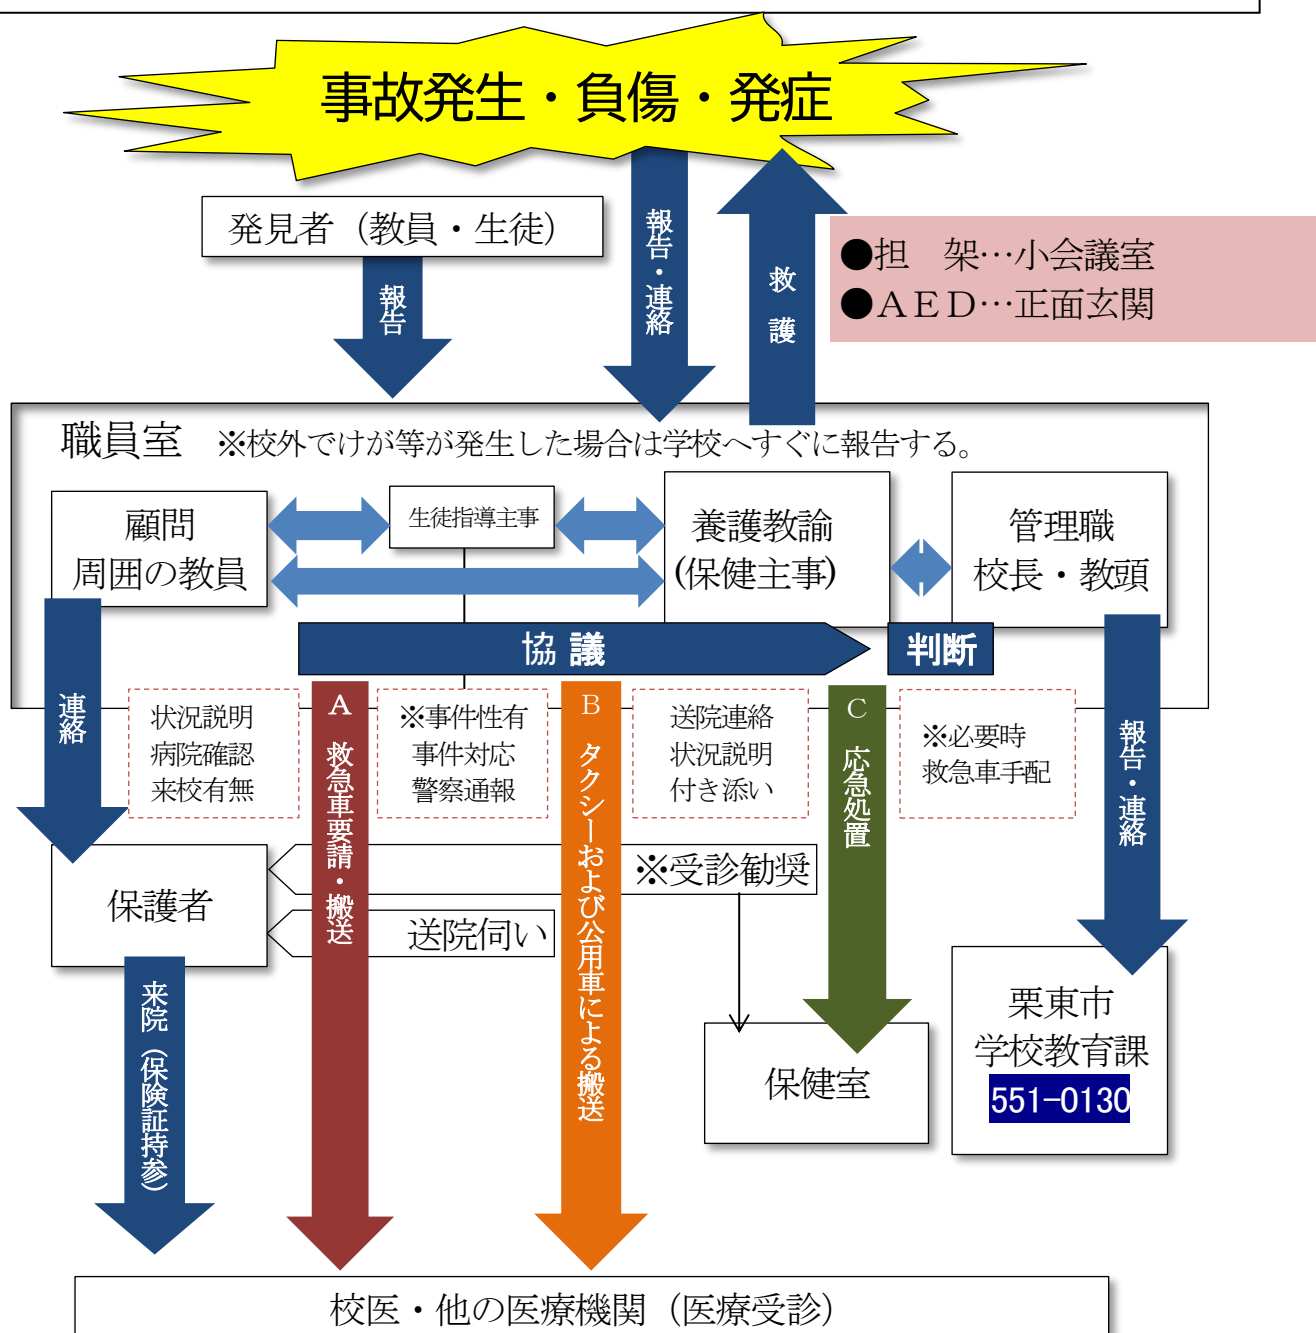 事故発生・負傷・発症
発見者（教員・生徒）
報告
報告・連絡
救護
●担　架…小会議室
●ＡＥＤ…正面玄関
職員室　※校外でけが等が発生した場合は学校へすぐに報告する。
顧問
周囲の教員
生徒指導主事
養護教諭
(保健主事)
管理職
校長・教頭
協議
判断
連絡
状況説明
病院確認
来校有無
A　救急車要請・搬送
※事件性有
事件対応
警察通報
B　タクシーおよび公用車による搬送
送院連絡
状況説明
付き添い
C　応急処置
※必要時
救急車手配
報告・連絡
保護者
※受診勧奨
送院伺い
来院（保険証持参）
保健室
栗東市
学校教育課
551-0130
校医・他の医療機関（医療受診）